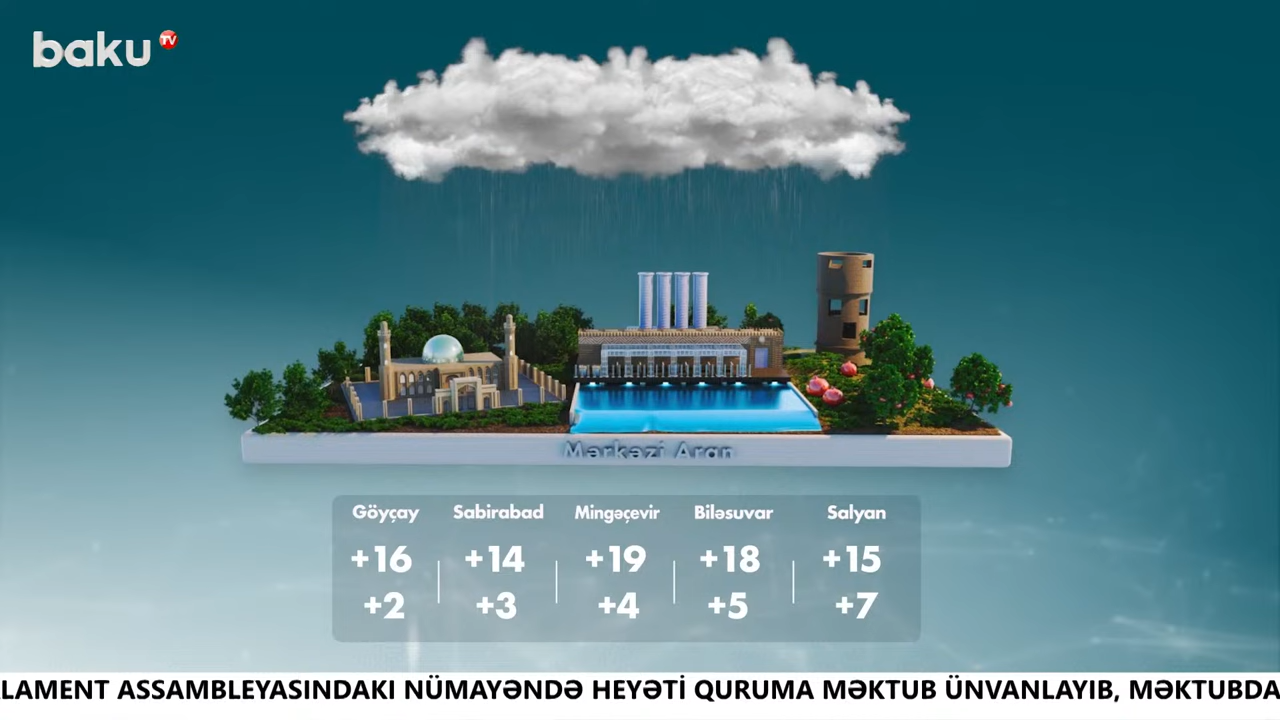 baku TV
Mərkəzi Aran
Göyçay Sabirabad Mingəçevir Biləsuvar Salyan
+16 +14 +19 +18 +15
+2 +3 +4 +5 +7
LAMENT ASSAMBLEYASINDAKI NÜMAYƏNDƏ HEYƏTİ QURUMA MƏKTUB ÜNVANLAYIB, MƏKTUBDA